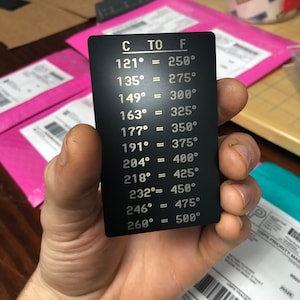 C TO F
121° = 250°
135° = 275°
149° = 300°
163° = 325°
177° = 350°
191° = 375°
204° = 400°
218° = 425°
232°= 450°
246° = 475°
260° = 500°